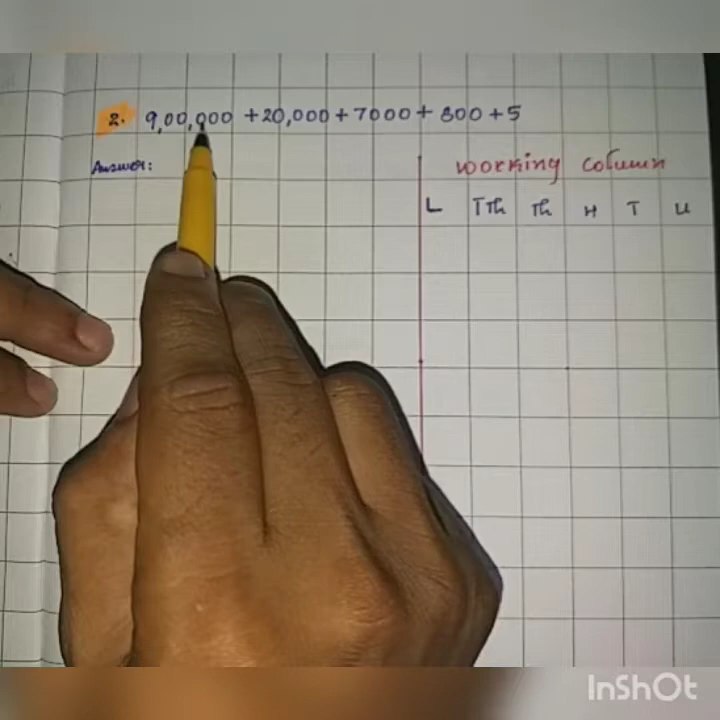 2. 9,00,000 + 20,000 + 7000 + 800 + 5
Answer:
Working column
L TTh Th H T U
InShOt